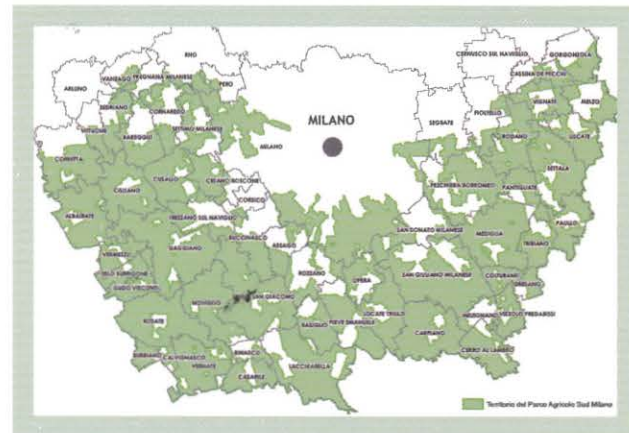 RHO
CERNUSCO SUL NAVIGLIO
GORGONZOLA
ARLUNO
VANZAGO
PREGNANA MILANESE
PERO
CASSINA DE PECCHI
SEDRIANO
CORNAREDO
MILANO
SEGRATE
PIOLTELLO
VIGNATE
MELZO
VITTUONE
BAREGGIO
SETTIMO MILANESE
MILANO
RODANO
LISCATE
CORBETTA
CUSAGO
CISLIANO
CESANO BOSCONE
PESCHIERA BORROMEO
PANTIGLIATE
SETTALA
CORSICO
ALBAIRATE
TREZZANO SUL NAVIGLIO
SAN DONATO MILANESE
MEDIGLIA
PAULLO
BUCCINASCO
ASSAGO
TRIBIANO
GAGGIANO
VERMEZZO
ROZZANO
OPERA
SAN GIULIANO MILANESE
COLTURANO
ZELO SURRIGONE
DRESANO
GUDO VISCONTI
NOVIGLIO
SAN GIACOMO
LOCATE TRIULZI
VIZZOLO PREDABISSI
ROSATE
BASIGLIO
PIEVE EMANUELE
MELEGNANO
CARPIANO
CERRO AL LAMBRO
BUBBIANO
CALVIGNASCO
BINASCO
VERNATE
LACCHIARELLA
CASARILE
Territorio del Parco Agricolo Sud Milano